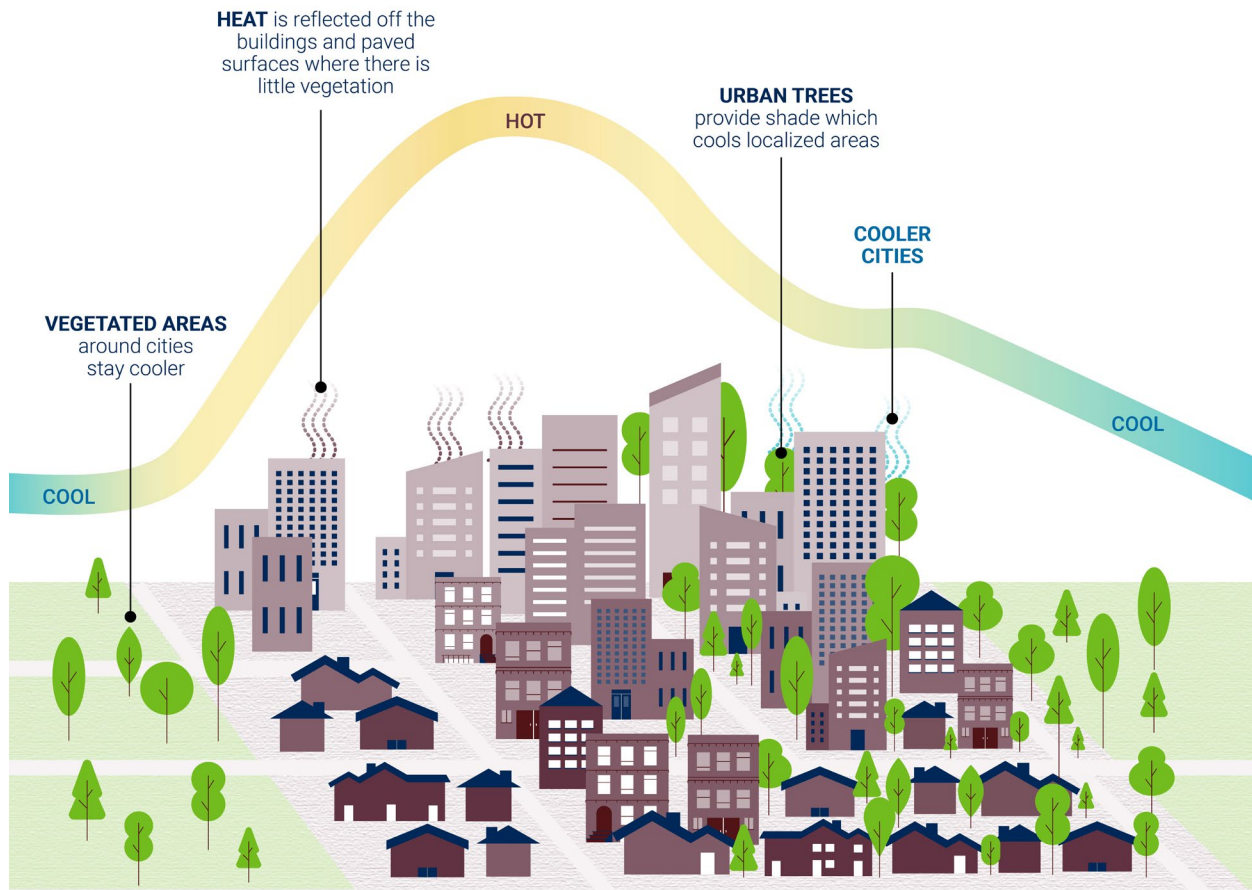 HEAT is reflected off the
buildings and paved
surfaces where there is
little vegetation
HOT
URBAN TREES
provide shade which
cools localized areas
COOLER
CITIES
VEGETATED AREAS
around cities
stay cooler
COOL
COOL